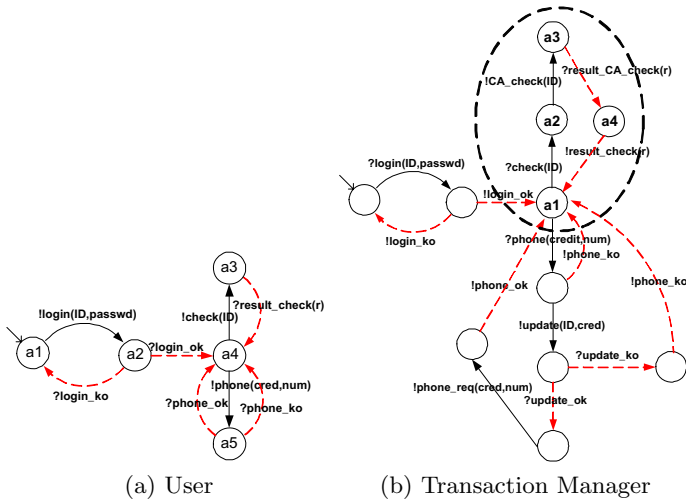 a3
?result_CA_check(r)
!CA_check(ID)
a2
a4
!result_check(r)
?check(ID)
?login(ID,passwd)
!login_ok
a1
!login_ko
?phone(credit,num)
!phone_ko
!phone_ok
!phone_ko
!update(ID,cred)
?update_ko
!phone_req(cred,num)
?update_ok
a3
?result_check(r)
!check(ID)
!login(ID,passwd)
a1
a2
?login_ok
a4
?login_ko
!phone(cred,num)
?phone_ok
?phone_ko
a5
(a) User
(b) Transaction Manager